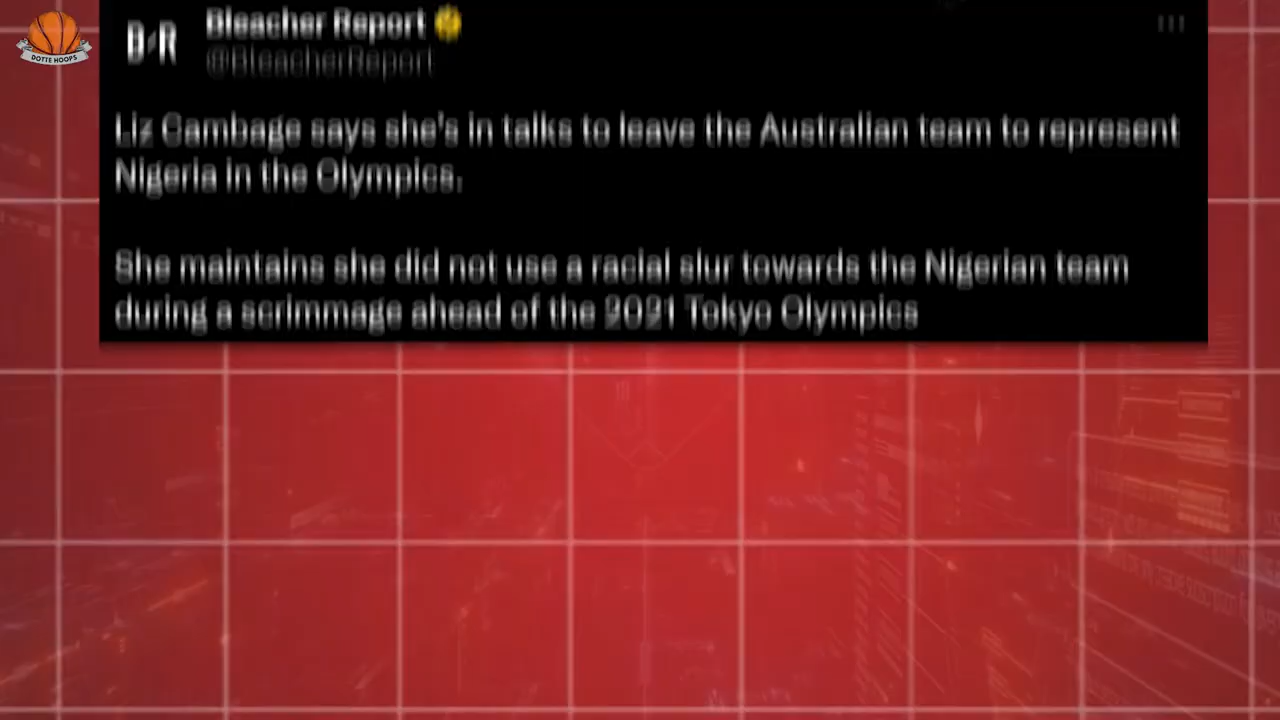 DOTTE HOOPS
B/R
Bleacher Report
@BleacherReport
Liz Cambage says she's in talks to leave the Australian team to represent
Nigeria in the Olympics.
She maintains she did not use a racial slur towards the Nigerian team
during a scrimmage ahead of the 2021 Tokyo Olympics